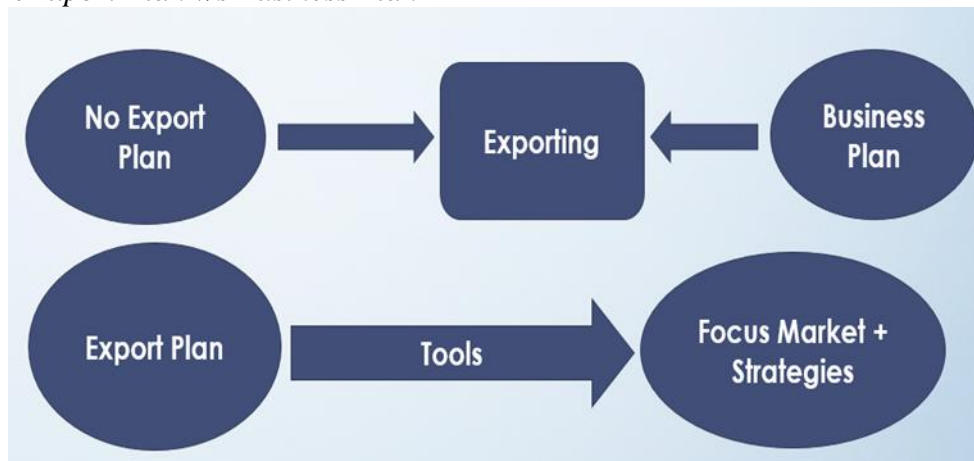 No Export
Plan
Exporting
Business
Plan
Export Plan
Tools
Focus Market +
Strategies